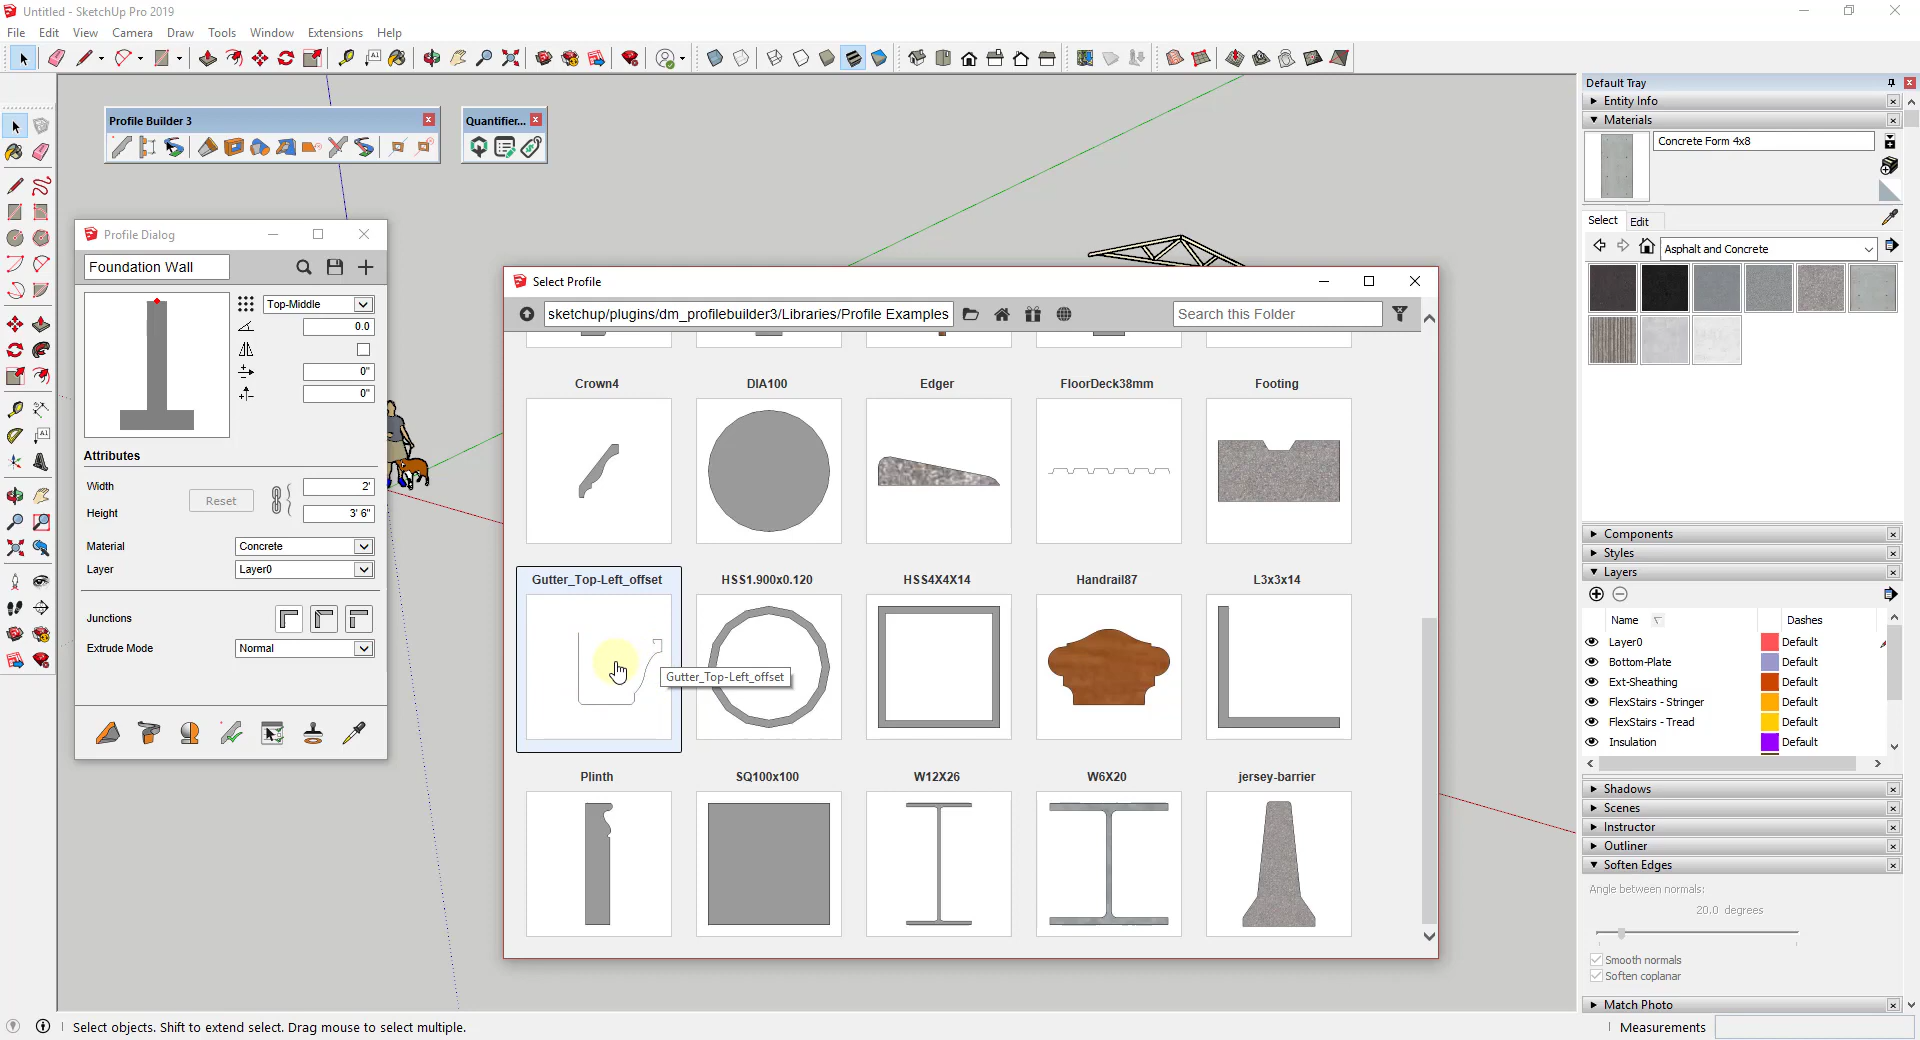 Untitled - SketchUp Pro 2019
File Edit View Camera Draw Tools Window Extensions Help
Profile Builder 3
Quantifier...
Default Tray
Entity Info
Materials
Concrete Form 4x8
Select Edit
Asphalt and Concrete
Profile Dialog
Foundation Wall
Top-Middle
0.0
0"
0"
Attributes
Width 2'
Reset
Height 3' 6"
Material Concrete
Layer Layer0
Junctions
Extrude Mode Normal
Select Profile
sketchup/plugins/dm_profilebuilder3/Libraries/Profile Examples
Search this Folder
Crown4 DIA100 Edger FloorDeck38mm Footing
Gutter_Top-Left_offset HSS1.900x0.120 HSS4X4X14 Handrail87 L3x3x14
Gutter_Top-Left_offset
Plinth SQ100x100 W12X26 W6X20 jersey-barrier
Components
Styles
Layers
Name Dashes
Layer0 Default
Bottom-Plate Default
Ext-Sheathing Default
FlexStairs - Stringer Default
FlexStairs - Tread Default
Insulation Default
Shadows
Scenes
Instructor
Outliner
Soften Edges
Angle between normals:
20.0 degrees
Smooth normals
Soften coplanar
Match Photo
Select objects. Shift to extend select. Drag mouse to select multiple.
Measurements